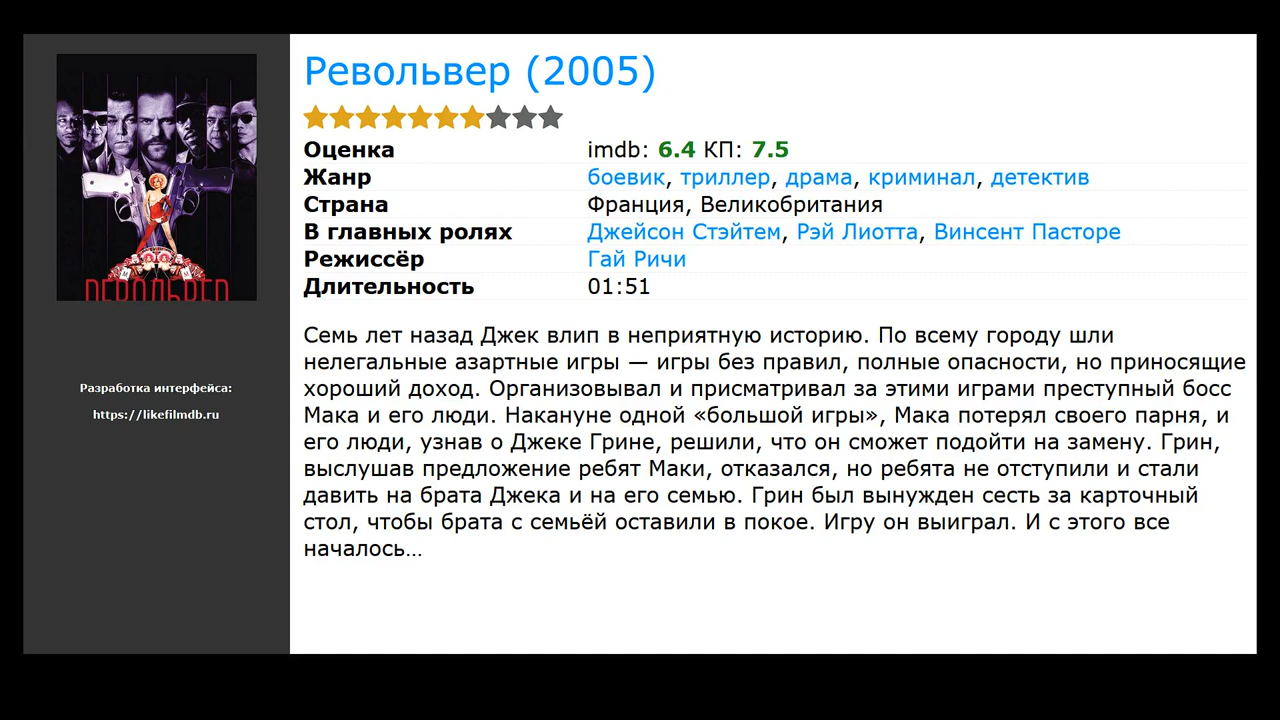 Револьвер (2005)
Оценка imdb: 6.4 КП: 7.5
Жанр боевик, триллер, драма, криминал, детектив
Страна Франция, Великобритания
В главных ролях Джейсон Стэйтем, Рэй Лиотта, Винсент Пасторе
Режиссёр Гай Ричи
Длительность 01:51
Семь лет назад Джек влип в неприятную историю. По всему городу шли
нелегальные азартные игры — игры без правил, полные опасности, но приносящие
хороший доход. Организовывал и присматривал за этими играми преступный босс
Мака и его люди. Накануне одной «большой игры», Мака потерял своего парня, и
его люди, узнав о Джеке Грине, решили, что он сможет подойти на замену. Грин,
выслушав предложение ребят Маки, отказался, но ребята не отступили и стали
давить на брата Джека и на его семью. Грин был вынужден сесть за карточный
стол, чтобы брата с семьёй оставили в покое. Игру он выиграл. И с этого все
началось…
РЕВОЛЬВЕР
Разработка интерфейса:
https://likefilmdb.ru